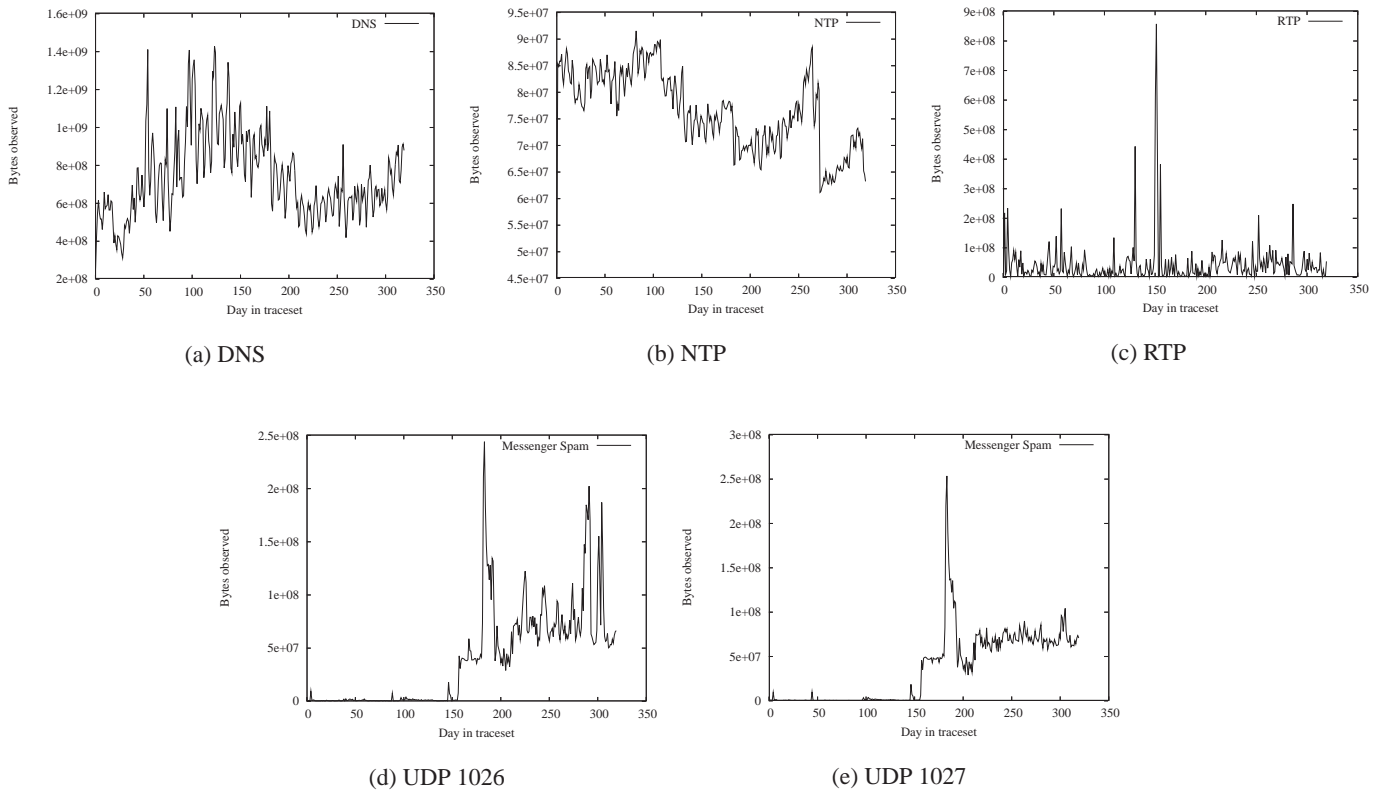 DNS
1.6e+09
1.4e+09
1.2e+09
1e+09
8e+08
6e+08
4e+08
2e+08
Bytes observed
0 50 100 150 200 250 300 350
Day in traceset
(a) DNS
NTP
9.5e+07
9e+07
8.5e+07
8e+07
7.5e+07
7e+07
6.5e+07
6e+07
5.5e+07
5e+07
4.5e+07
Bytes observed
0 50 100 150 200 250 300 350
Day in traceset
(b) NTP
RTP
9e+08
8e+08
7e+08
6e+08
5e+08
4e+08
3e+08
2e+08
1e+08
0
Bytes observed
0 50 100 150 200 250 300 350
Day in traceset
(c) RTP
Messenger Spam
2.5e+08
2e+08
1.5e+08
1e+08
5e+07
0
Bytes observed
0 50 100 150 200 250 300 350
Day in traceset
(d) UDP 1026
Messenger Spam
3e+08
2.5e+08
2e+08
1.5e+08
1e+08
5e+07
0
Bytes observed
0 50 100 150 200 250 300 350
Day in traceset
(e) UDP 1027